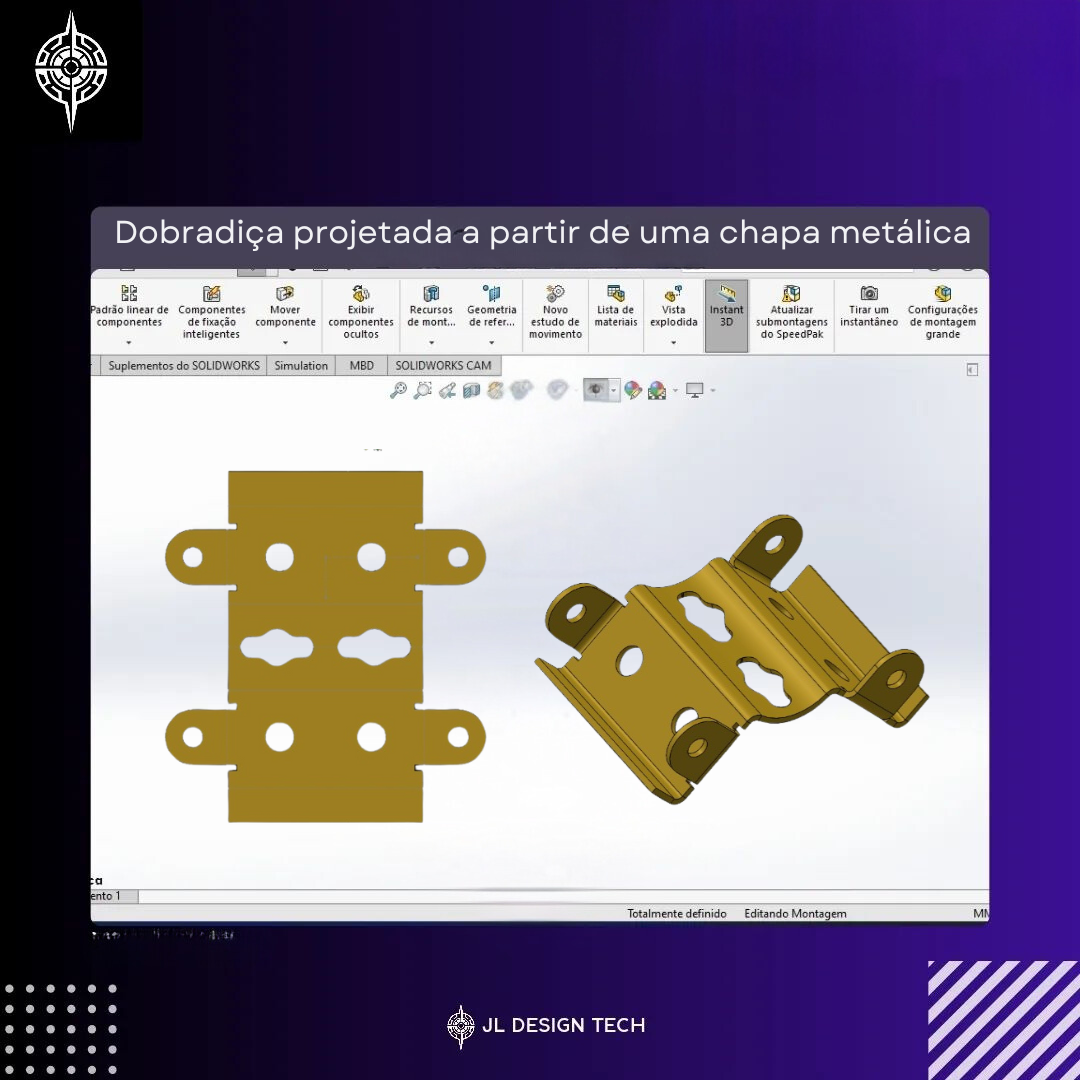 Dobradiça projetada a partir de uma chapa metálica
Padrão linear de
componentes
Componentes
de fixação
inteligentes
Mover
componente
Exibir
componentes
ocultos
Recursos
de mont...
Geometria
de refer...
Novo
estudo de
movimento
Lista de
materiais
Vista
explodida
Instant
3D
Atualizar
submontagens
do SpeedPak
Tirar um
instantâneo
Configurações
de montagem
grande
Suplementos do SOLIDWORKS
Simulation
MBD
SOLIDWORKS CAM
ca
ento 1
Totalmente definido
Editando Montagem
JL DESIGN TECH